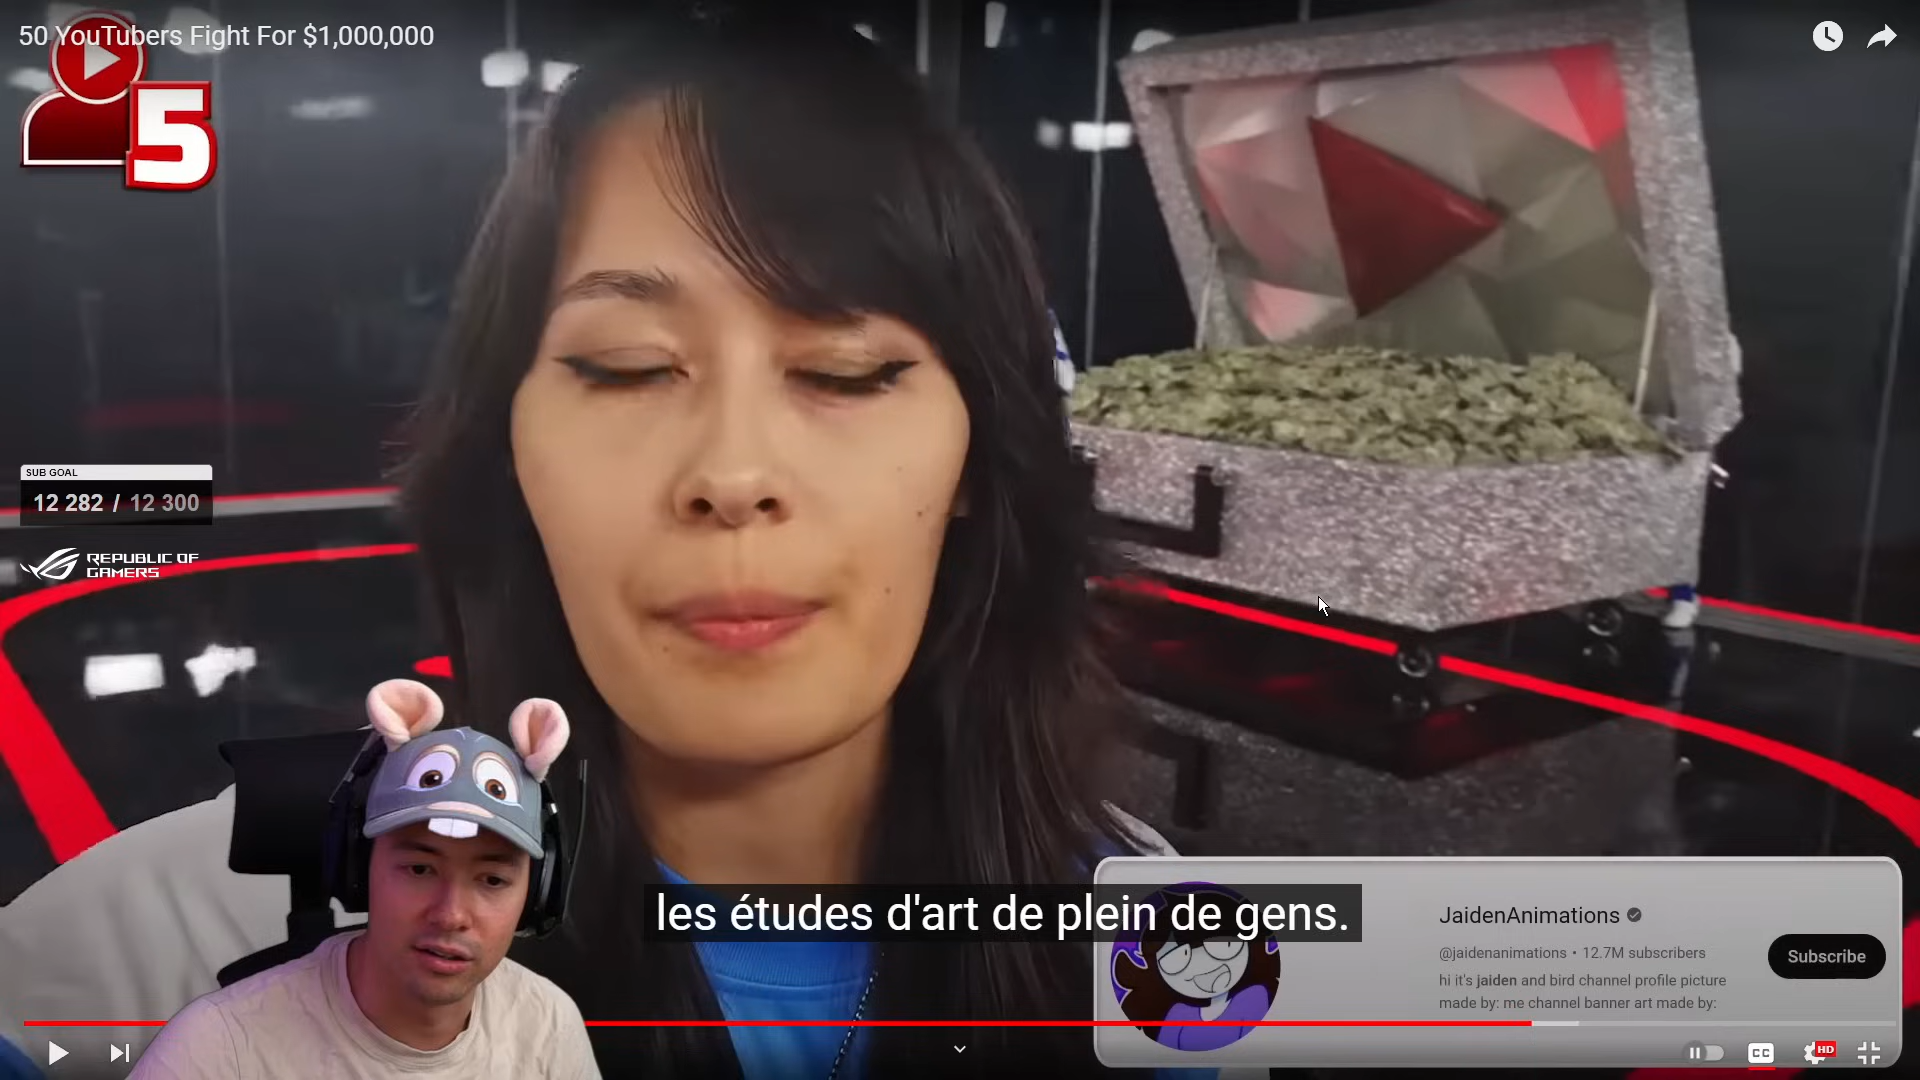 50 YouTubers Fight For $1,000,000
5
SUB GOAL
12 282 / 12 300
REPUBLIC OF
GAMERS
les études d'art de plein de gens.
JaidenAnimations
@jaidenanimations • 12.7M subscribers
hi it's jaiden and bird channel profile picture
made by: me channel banner art made by:
Subscribe
CC
HD